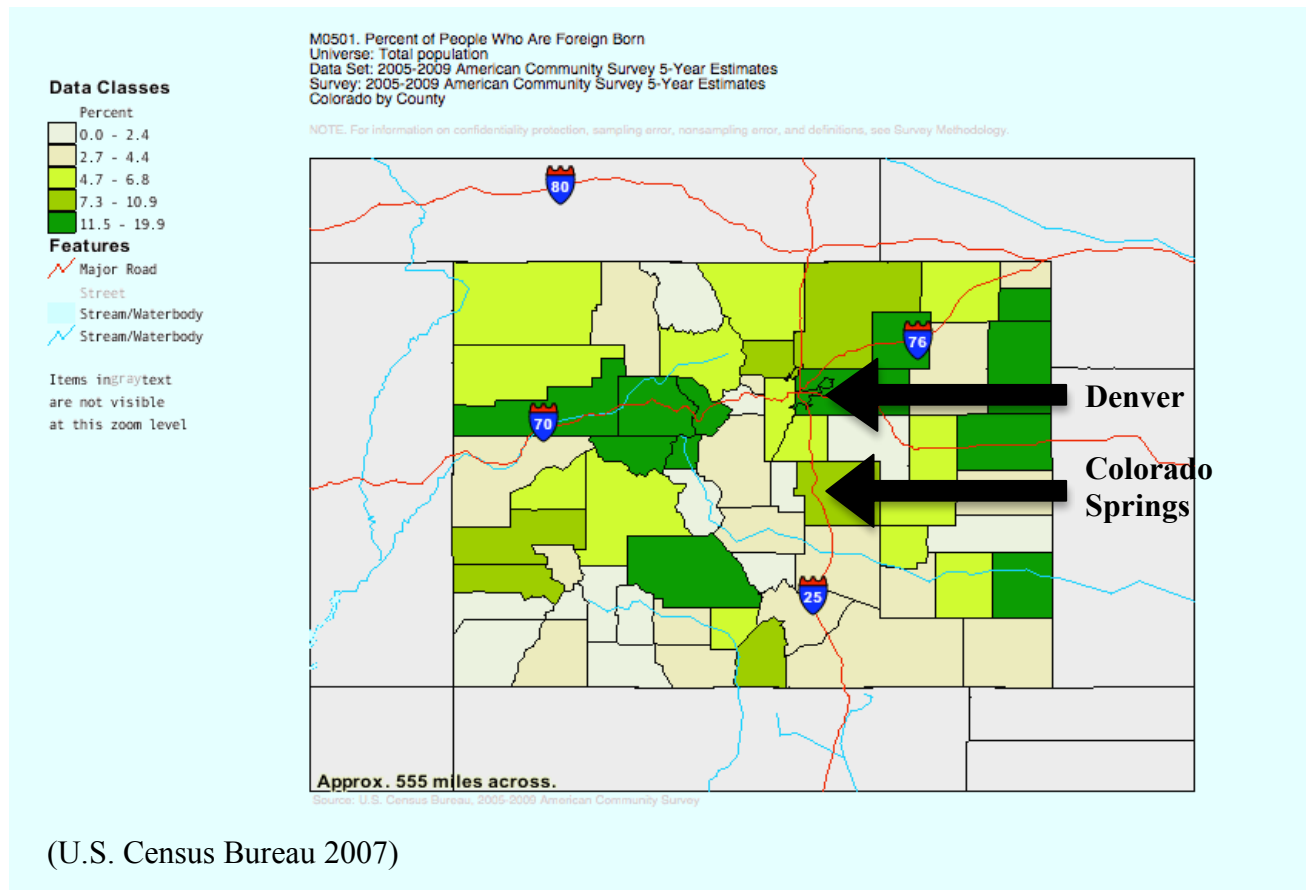 M0501. Percent of People Who Are Foreign Born
Universe: Total population
Data Set: 2005-2009 American Community Survey 5-Year Estimates
Survey: 2005-2009 American Community Survey 5-Year Estimates
Colorado by County
NOTE. For information on confidentiality protection, sampling error, nonsampling error, and definitions, see Survey Methodology.
Data Classes
Percent
0.0 - 2.4
2.7 - 4.4
4.7 - 6.8
7.3 - 10.9
11.5 - 19.9
Features
Major Road
Street
Stream/Waterbody
Stream/Waterbody
Items in gray text
are not visible
at this zoom level
80
76
70
25
Denver
Colorado
Springs
Approx. 555 miles across.
Source: U.S. Census Bureau, 2005-2009 American Community Survey
(U.S. Census Bureau 2007)